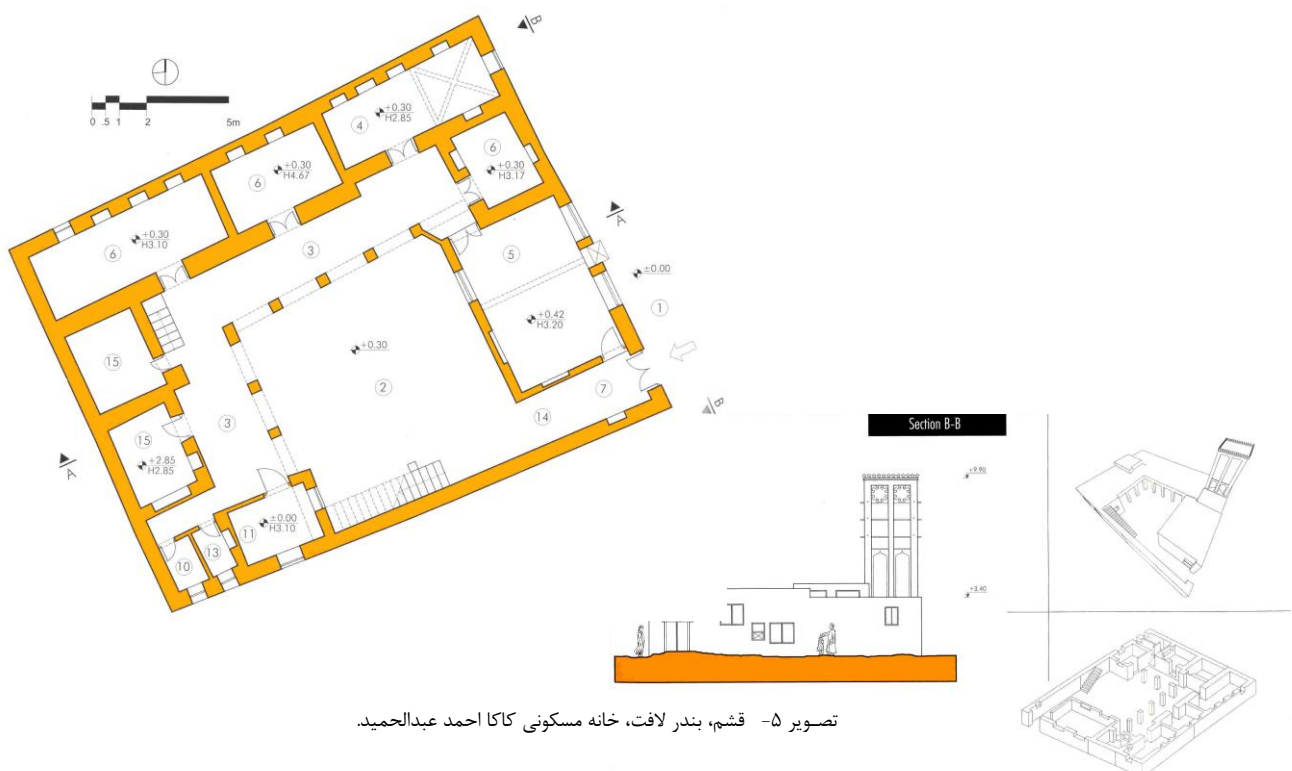 B
+0.30
H2.85
4
6
+0.30
H3.17
0 .5 1 2 5m
+0.30
H4.67
6
A
+0.30
H3.10
6
3
5
±0.00
1
+0.42
H3.20
+0.30
2
15
7
14
B
3
15
+2.85
H2.85
A
±0.00
H3.10
11
13
10
Section B-B
+9.90
+3.40
تصویر ۵- قشم، بندر لافت، خانه مسکونی کاکا احمد عبدالحمید.